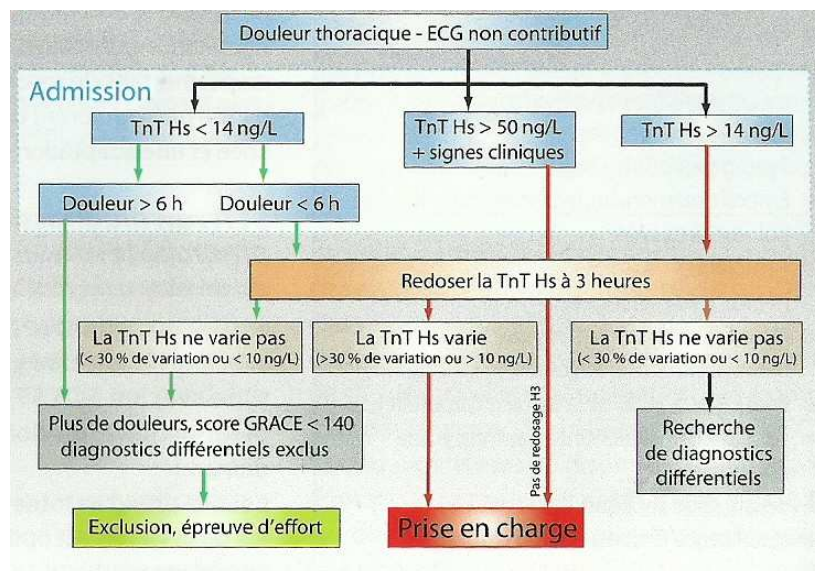 Douleur thoracique - ECG non contributif
Admission
TnT Hs < 14 ng/L
TnT Hs > 50 ng/L
+ signes cliniques
TnT Hs > 14 ng/L
Douleur > 6 h
Douleur < 6 h
Redoser la TnT Hs à 3 heures
La TnT Hs ne varie pas
(< 30 % de variation ou < 10 ng/L)
La TnT Hs varie
(>30 % de variation ou > 10 ng/L)
La TnT Hs ne varie pas
(< 30 % de variation ou < 10 ng/L)
Pas de redosage H3
Plus de douleurs, score GRACE < 140
diagnostics différentiels exclus
Recherche
de diagnostics
différentiels
Exclusion, épreuve d'effort
Prise en charge